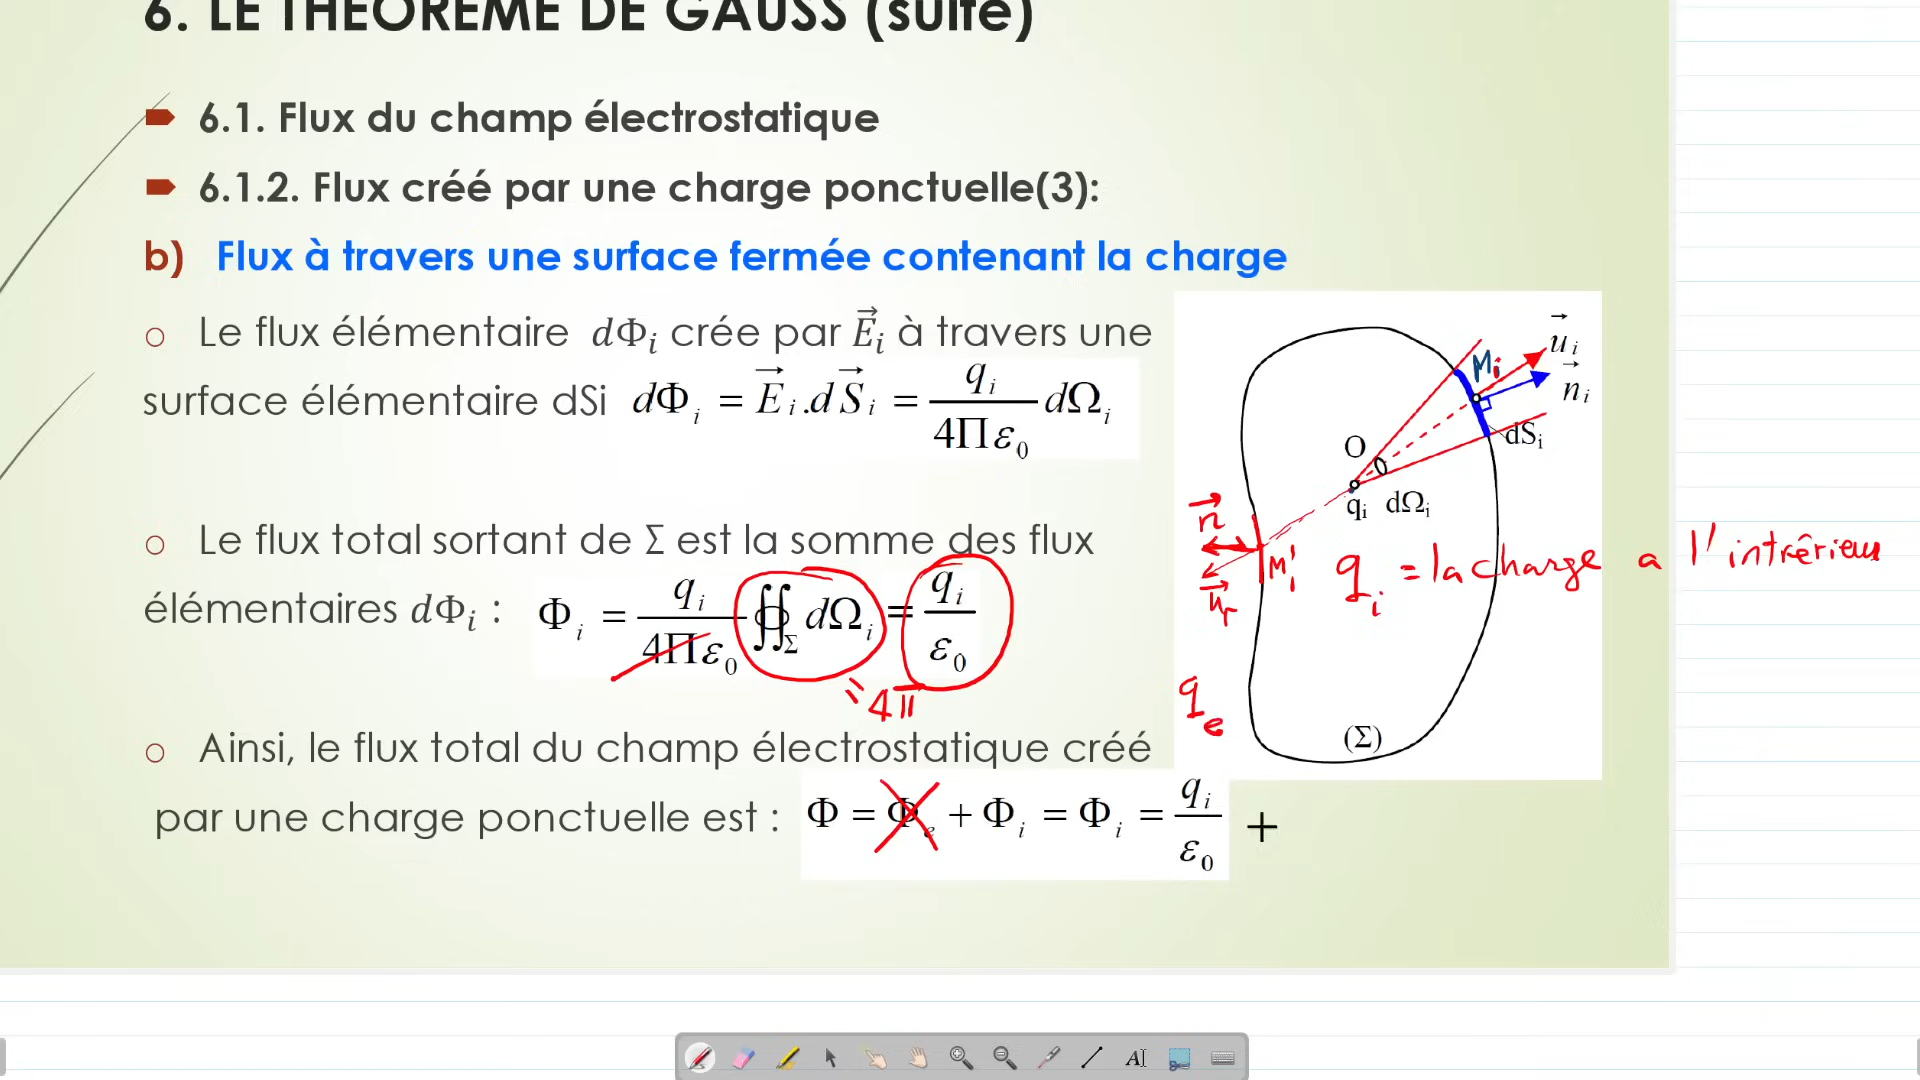 6. LE THEOREME DE GAUSS (suite)
6.1. Flux du champ électrostatique
6.1.2. Flux créé par une charge ponctuelle(3):
b) Flux à travers une surface fermée contenant la charge
o Le flux élémentaire dΦi crée par E⃗i à travers une
surface élémentaire dSi dΦi = E⃗i.dS⃗i = qi/4Πε0 dΩi
o Le flux total sortant de Σ est la somme des flux
élémentaires dΦi : Φi = qi/4Πε0 ∯Σ dΩi = qi/ε0
= 4π
o Ainsi, le flux total du champ électrostatique créé
par une charge ponctuelle est : Φ = Φe + Φi = Φi = qi/ε0 +
u⃗i
Mi
n⃗i
dSi
O
qi dΩi
n⃗
M'i
u⃗r
qi = la charge a l'intérieur
qe
(Σ)